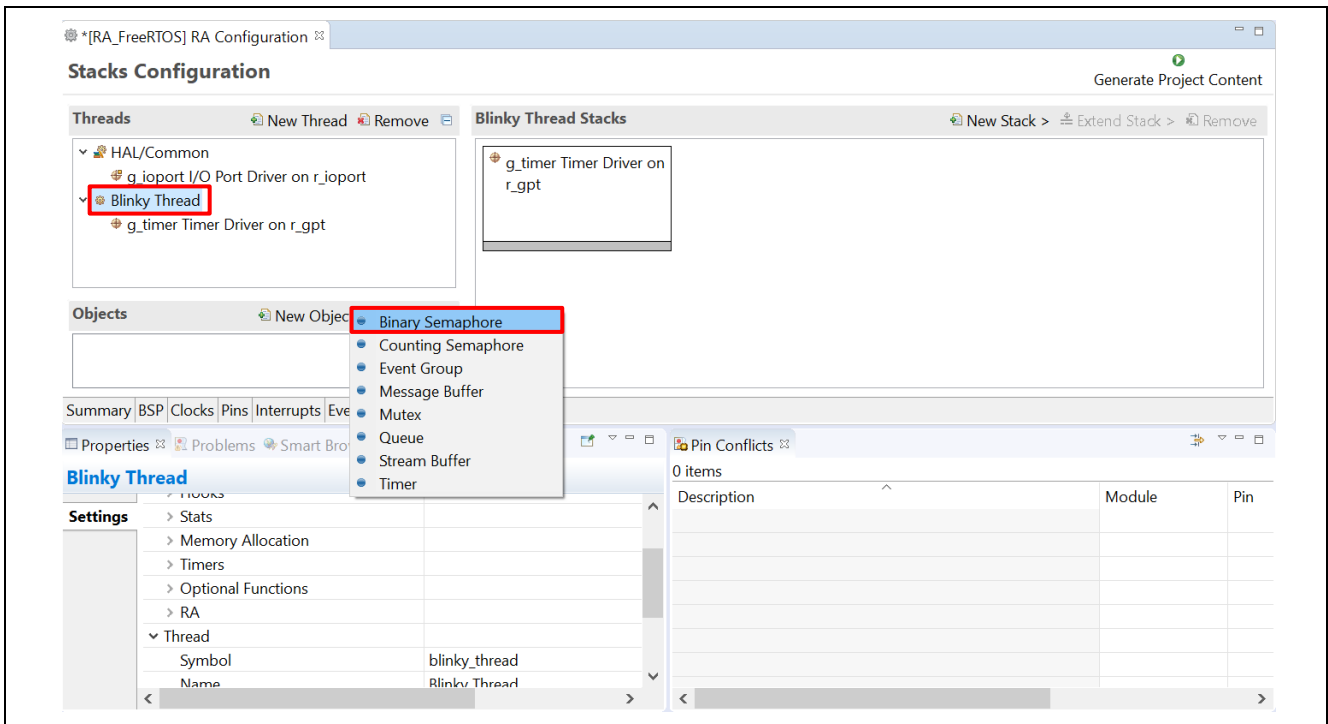 *[RA_FreeRTOS] RA Configuration
Stacks Configuration
Generate Project Content
Threads
New Thread
Remove
HAL/Common
g_ioport I/O Port Driver on r_ioport
Blinky Thread
g_timer Timer Driver on r_gpt
Blinky Thread Stacks
New Stack >
Extend Stack >
Remove
g_timer Timer Driver on
r_gpt
Objects
New Objec
Binary Semaphore
Counting Semaphore
Event Group
Message Buffer
Mutex
Queue
Stream Buffer
Timer
Summary BSP Clocks Pins Interrupts Eve
Properties Problems Smart Bro
Blinky Thread
Settings
Hooks
Stats
Memory Allocation
Timers
Optional Functions
RA
Thread
Symbol blinky_thread
Name Blinky Thread
Pin Conflicts
0 items
Description Module Pin